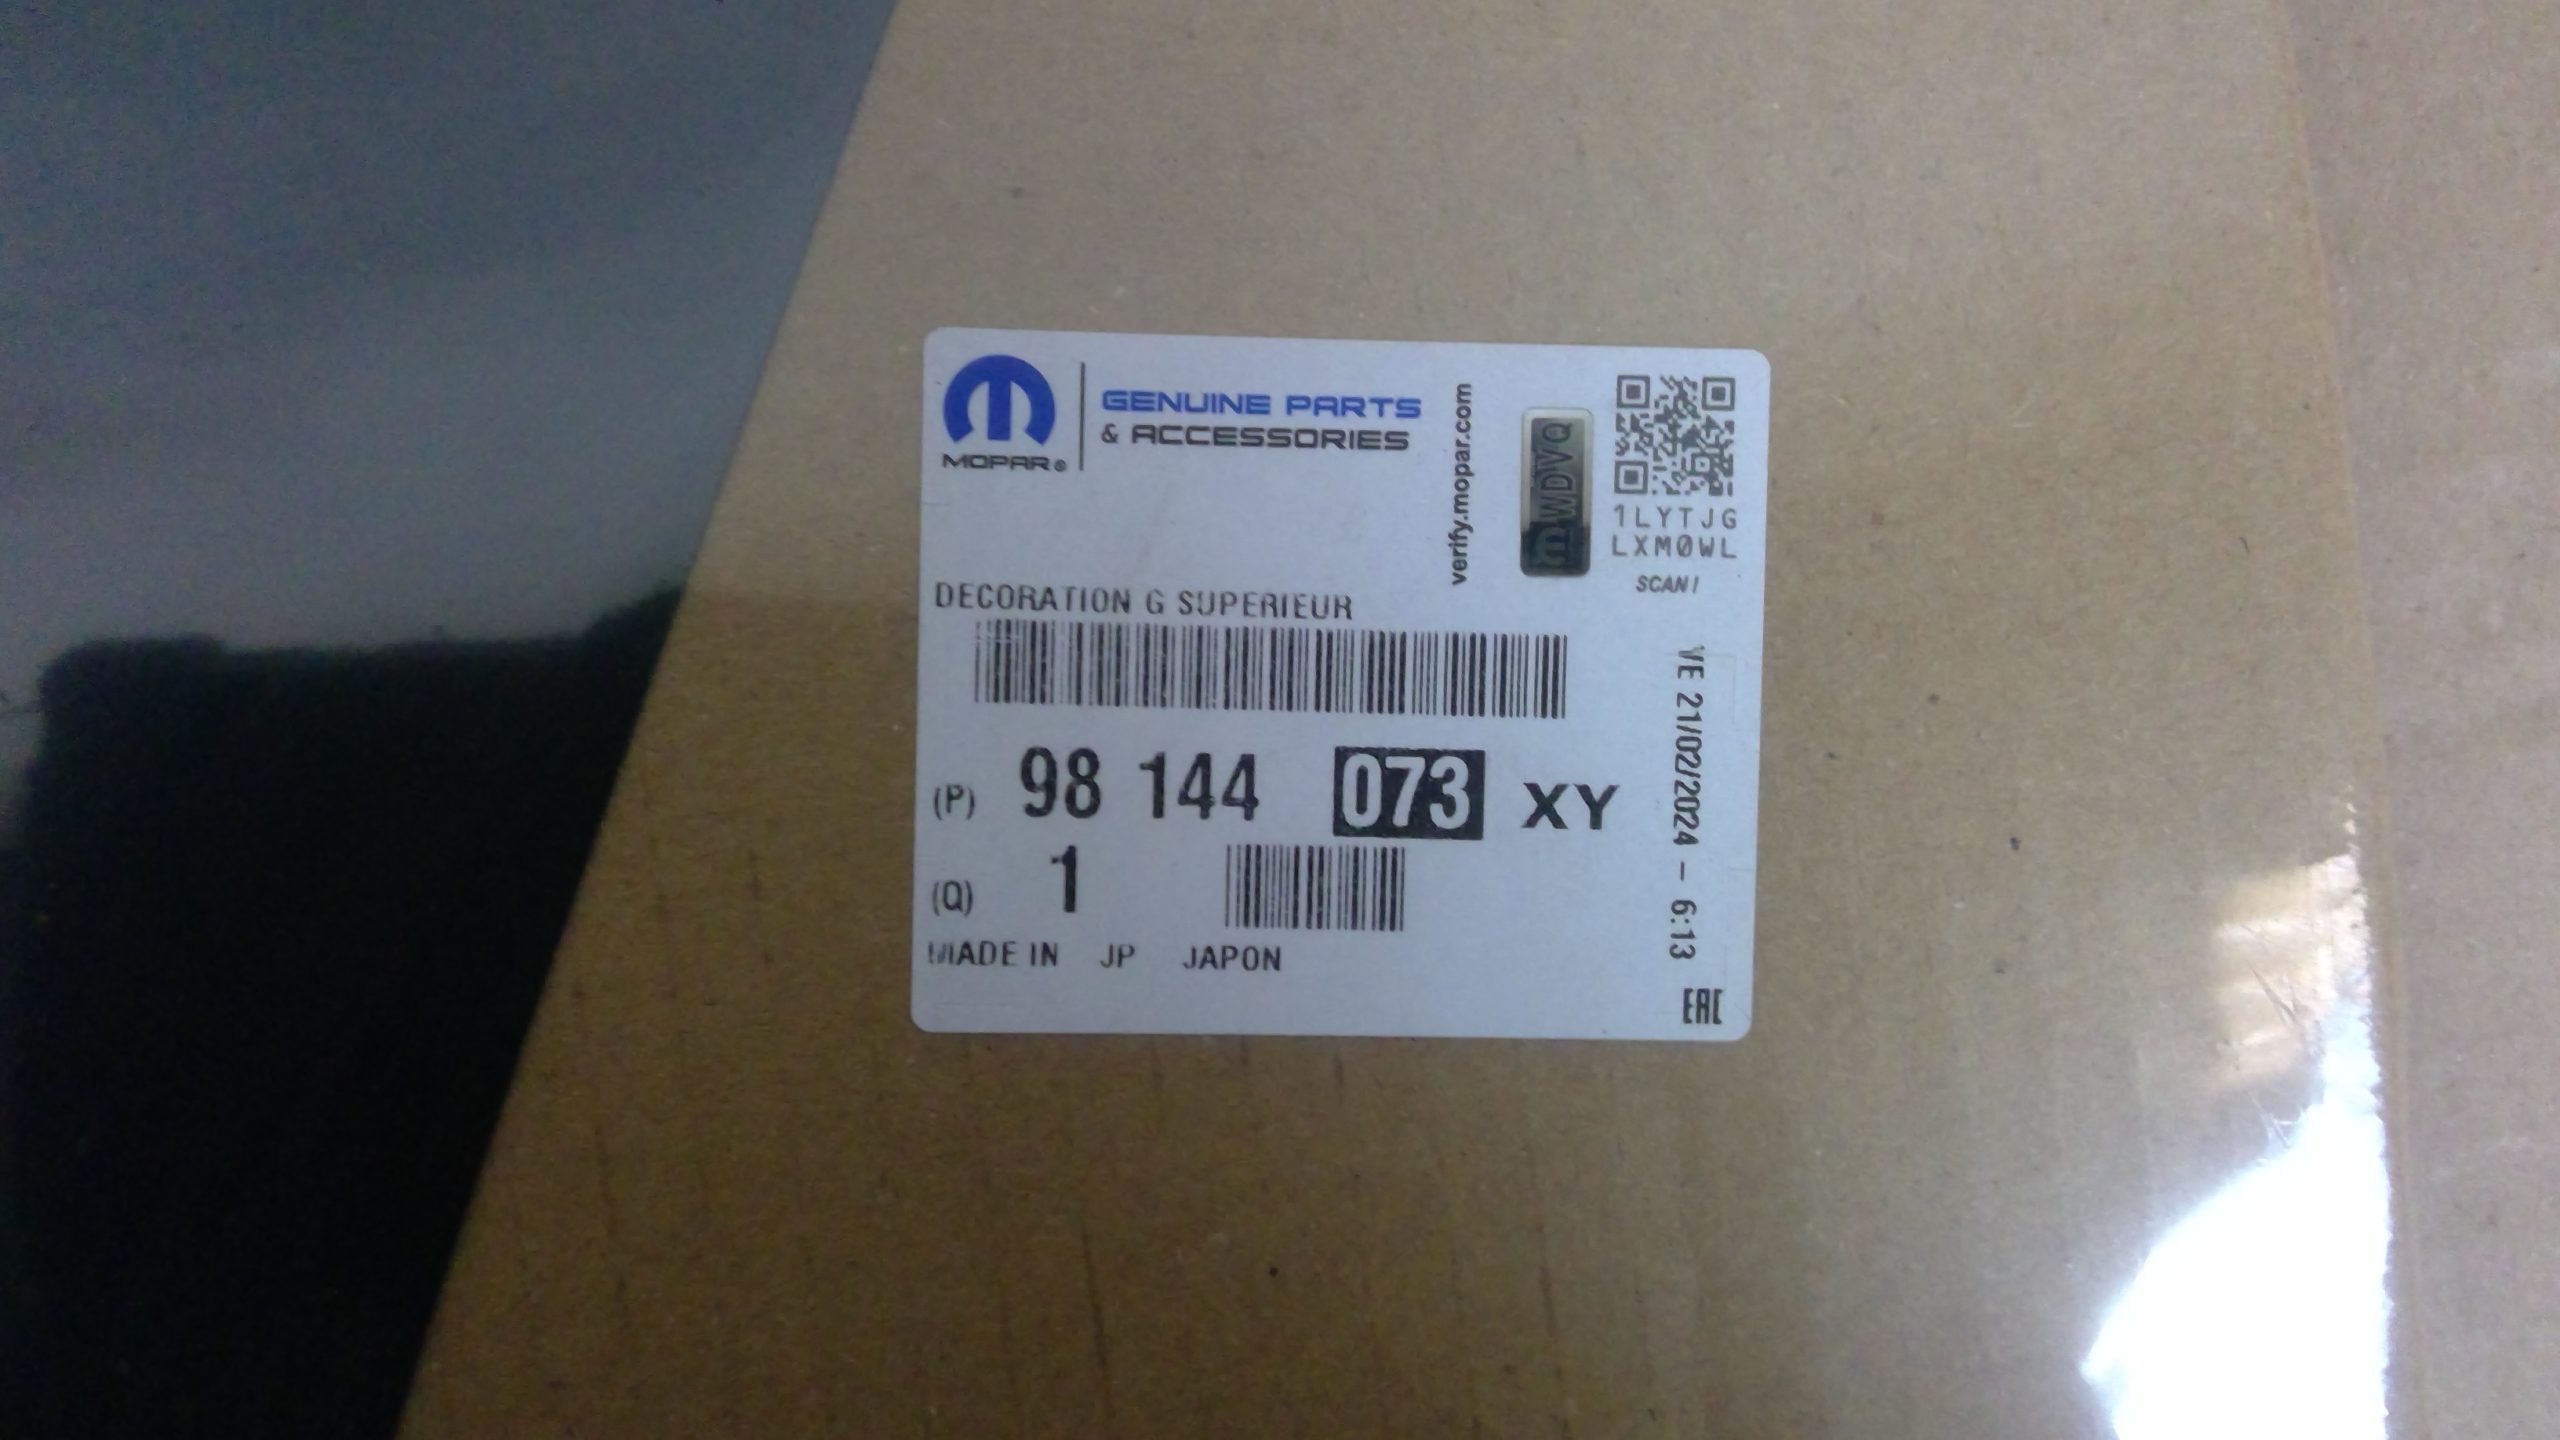 MOPAR®
GENUINE PARTS
& ACCESSORIES
verify.mopar.com
WDVQ
1LYTJG
LXM0WL
SCAN!
DECORATION G SUPERIEUR
(P) 98 144 073 XY
(Q) 1
MADE IN JP JAPON
VE 21/02/2024 - 6:13
EAC